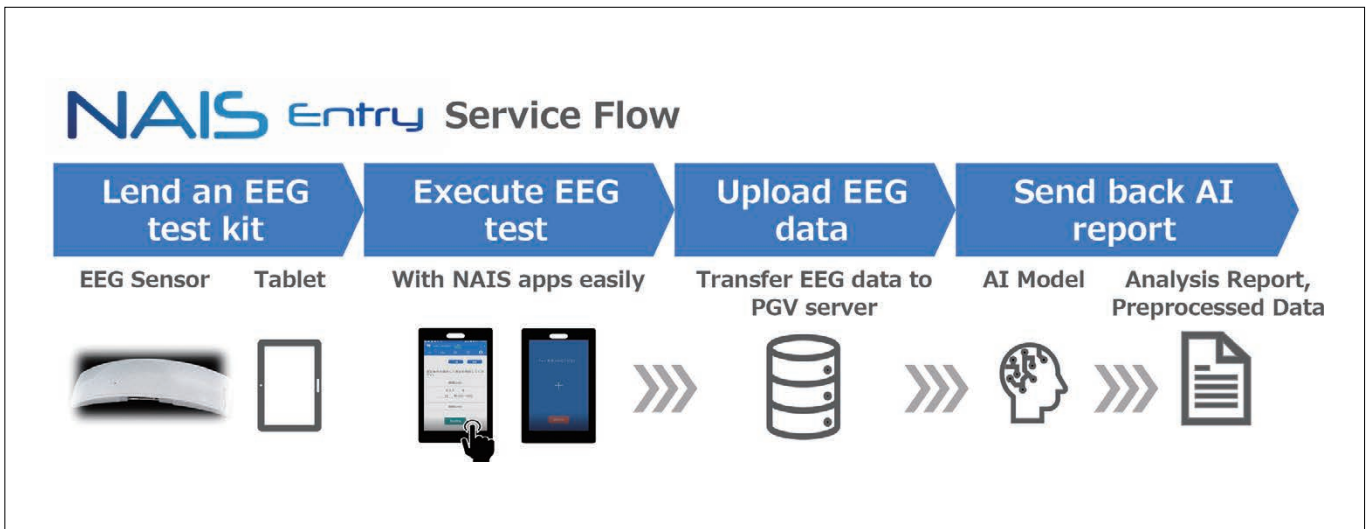 NAIS Entry Service Flow
Lend an EEG
test kit
Execute EEG
test
Upload EEG
data
Send back AI
report
EEG Sensor
Tablet
With NAIS apps easily
Transfer EEG data to
PGV server
AI Model
Analysis Report,
Preprocessed Data